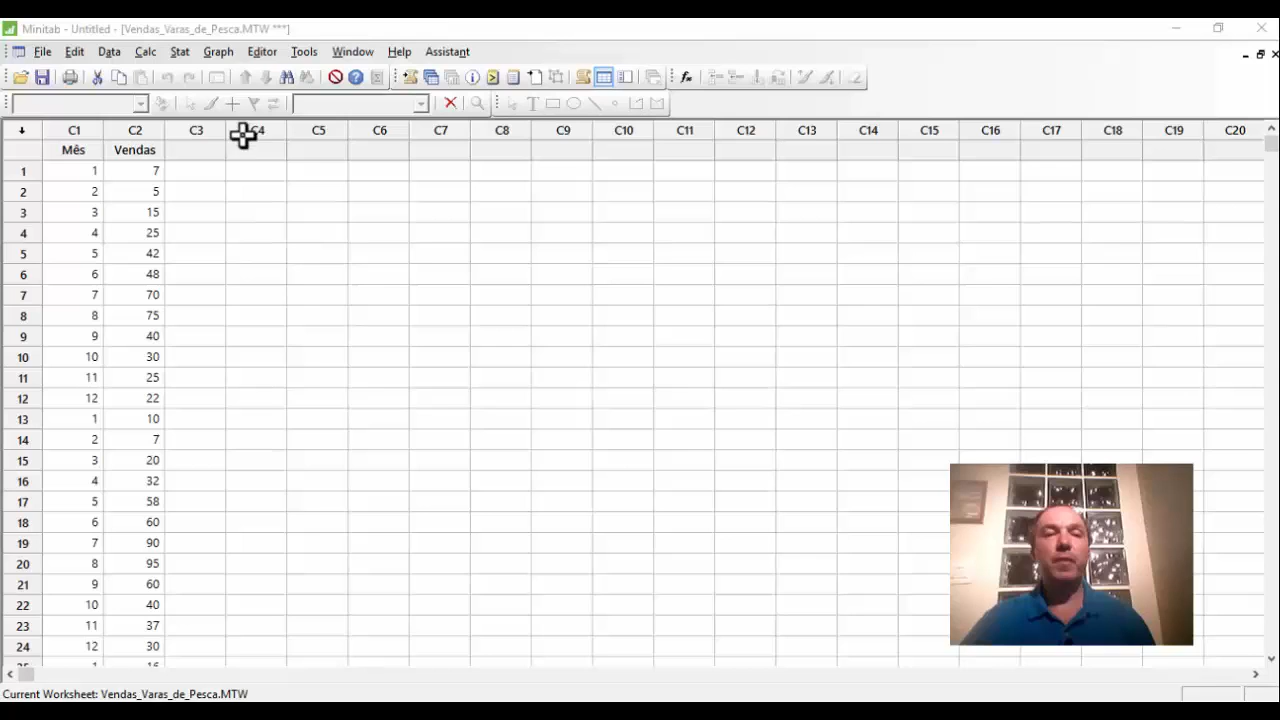 Minitab - Untitled - [Vendas_Varas_de_Pesca.MTW ***]
File Edit Data Calc Stat Graph Editor Tools Window Help Assistant
C1 C2 C3 C4 C5 C6 C7 C8 C9 C10 C11 C12 C13 C14 C15 C16 C17 C18 C19 C20
Mês Vendas
1 1 7
2 2 5
3 3 15
4 4 25
5 5 42
6 6 48
7 7 70
8 8 75
9 9 40
10 10 30
11 11 25
12 12 22
13 1 10
14 2 7
15 3 20
16 4 32
17 5 58
18 6 60
19 7 90
20 8 95
21 9 60
22 10 40
23 11 37
24 12 30
25 1 16
Current Worksheet: Vendas_Varas_de_Pesca.MTW